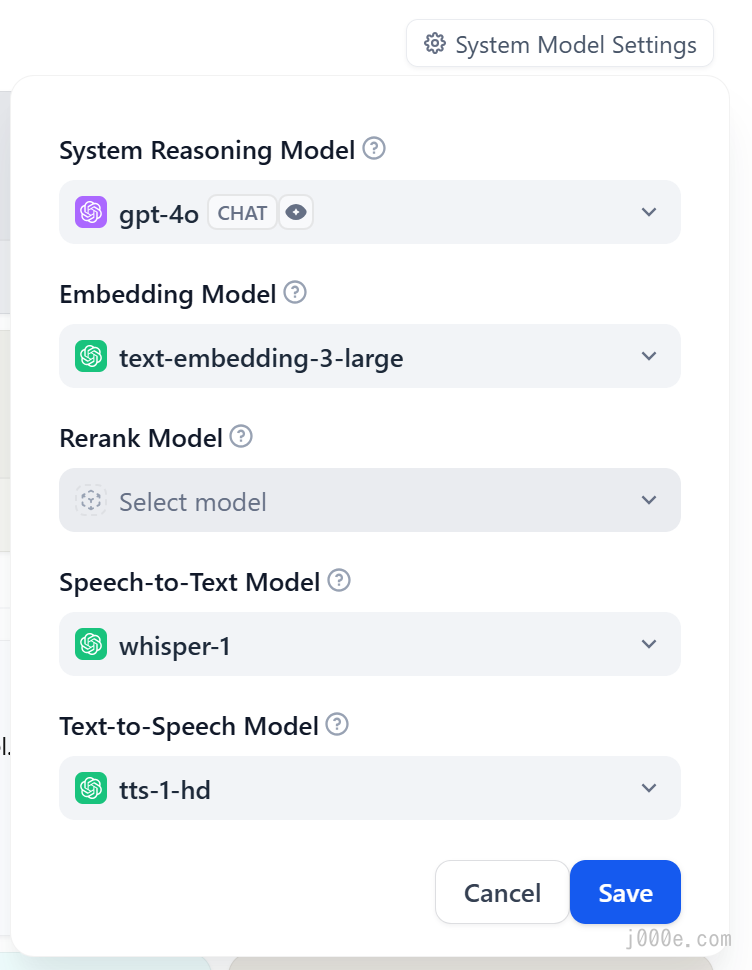 System Model Settings
System Reasoning Model
gpt-4o CHAT
Embedding Model
text-embedding-3-large
Rerank Model
Select model
Speech-to-Text Model
whisper-1
Text-to-Speech Model
ol.
tts-1-hd
Cancel Save
j000e.com